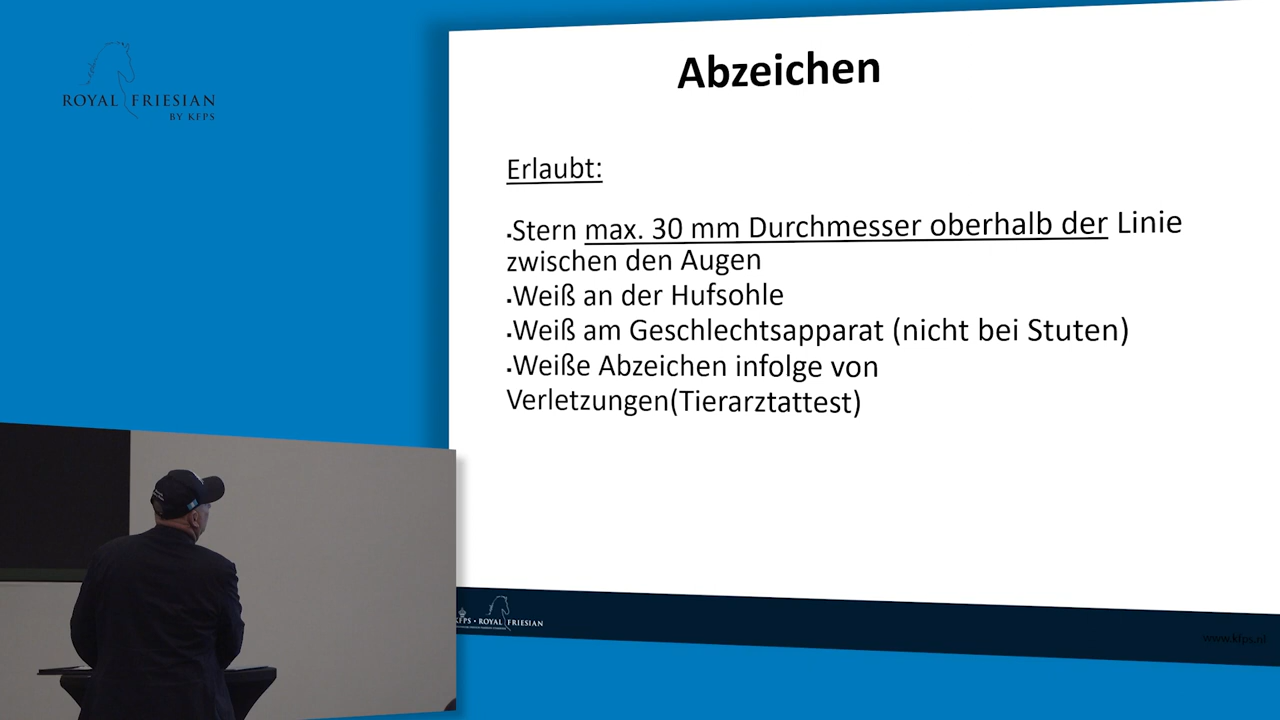 ROYAL FRIESIAN
BY KFPS
Abzeichen
Erlaubt:
▪Stern max. 30 mm Durchmesser oberhalb der Linie
zwischen den Augen
▪Weiß an der Hufsohle
▪Weiß am Geschlechtsapparat (nicht bei Stuten)
▪Weiße Abzeichen infolge von
Verletzungen(Tierarztattest)
KFPS • ROYAL FRIESIAN
www.kfps.nl